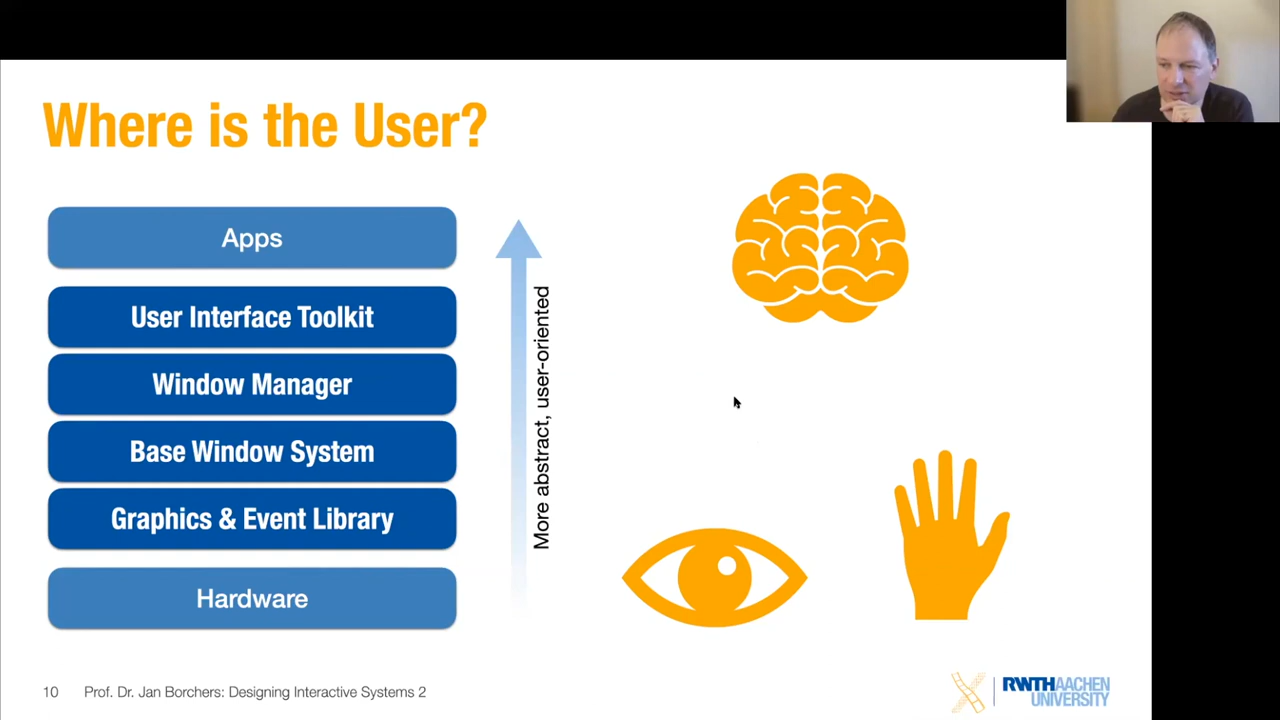 Where is the User?
Apps
User Interface Toolkit
Window Manager
Base Window System
Graphics & Event Library
Hardware
More abstract, user-oriented
10 Prof. Dr. Jan Borchers: Designing Interactive Systems 2
RWTHAACHEN
UNIVERSITY